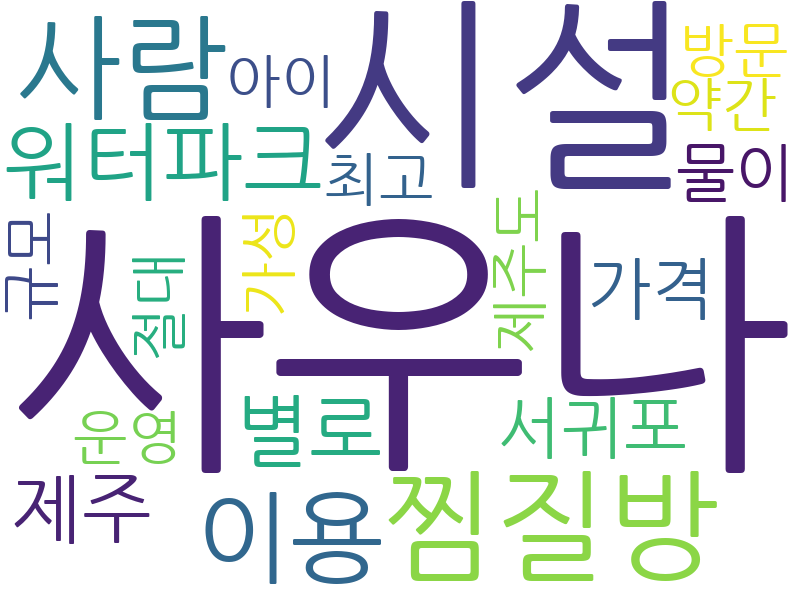 사람
아이
시설
방문
약간
워터파크
최고
물이
규모
절대
가성
제주도
가격
사우나
운영
별로
서귀포
제주
이용
찜질방